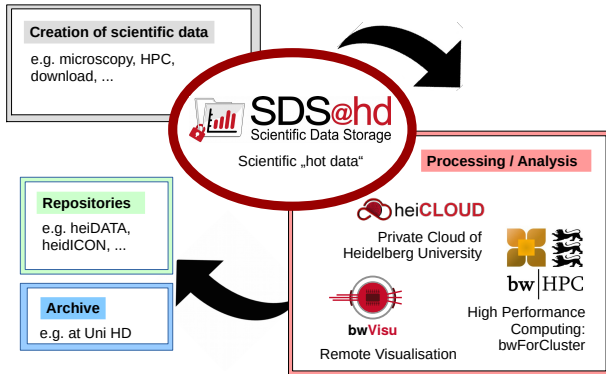 Creation of scientific data
e.g. microscopy, HPC,
download, ...
SDS@hd
Scientific Data Storage
Scientific „hot data“
Processing / Analysis
heiCLOUD
Private Cloud of
Heidelberg University
bw|HPC
High Performance
Computing:
bwForCluster
bwVisu
Remote Visualisation
Repositories
e.g. heiDATA,
heidICON, ...
Archive
e.g. at Uni HD